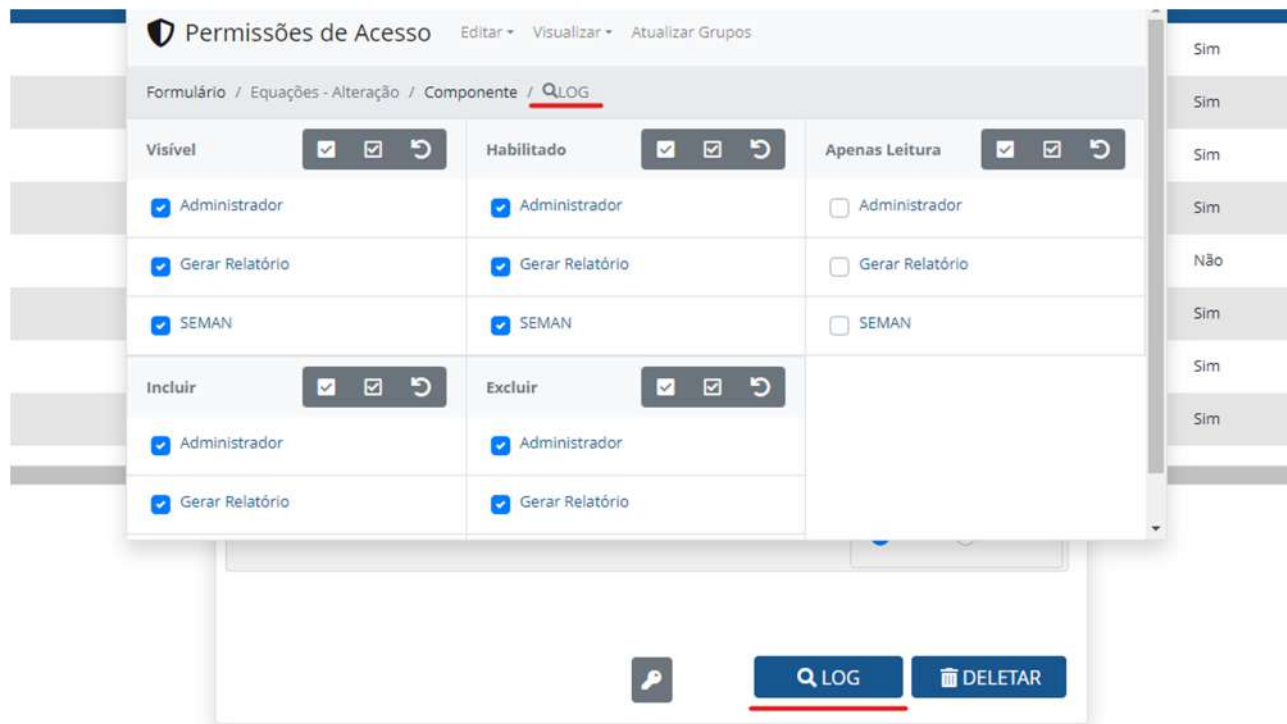 Permissões de Acesso Editar Visualizar Atualizar Grupos
Sim
Formulário / Equações - Alteração / Componente / LOG
Sim
Visível Habilitado Apenas Leitura
Sim
Administrador Administrador Administrador
Sim
Gerar Relatório Gerar Relatório Gerar Relatório
Não
SEMAN SEMAN SEMAN
Sim
Incluir Excluir
Sim
Administrador Administrador
Sim
Gerar Relatório Gerar Relatório
LOG DELETAR